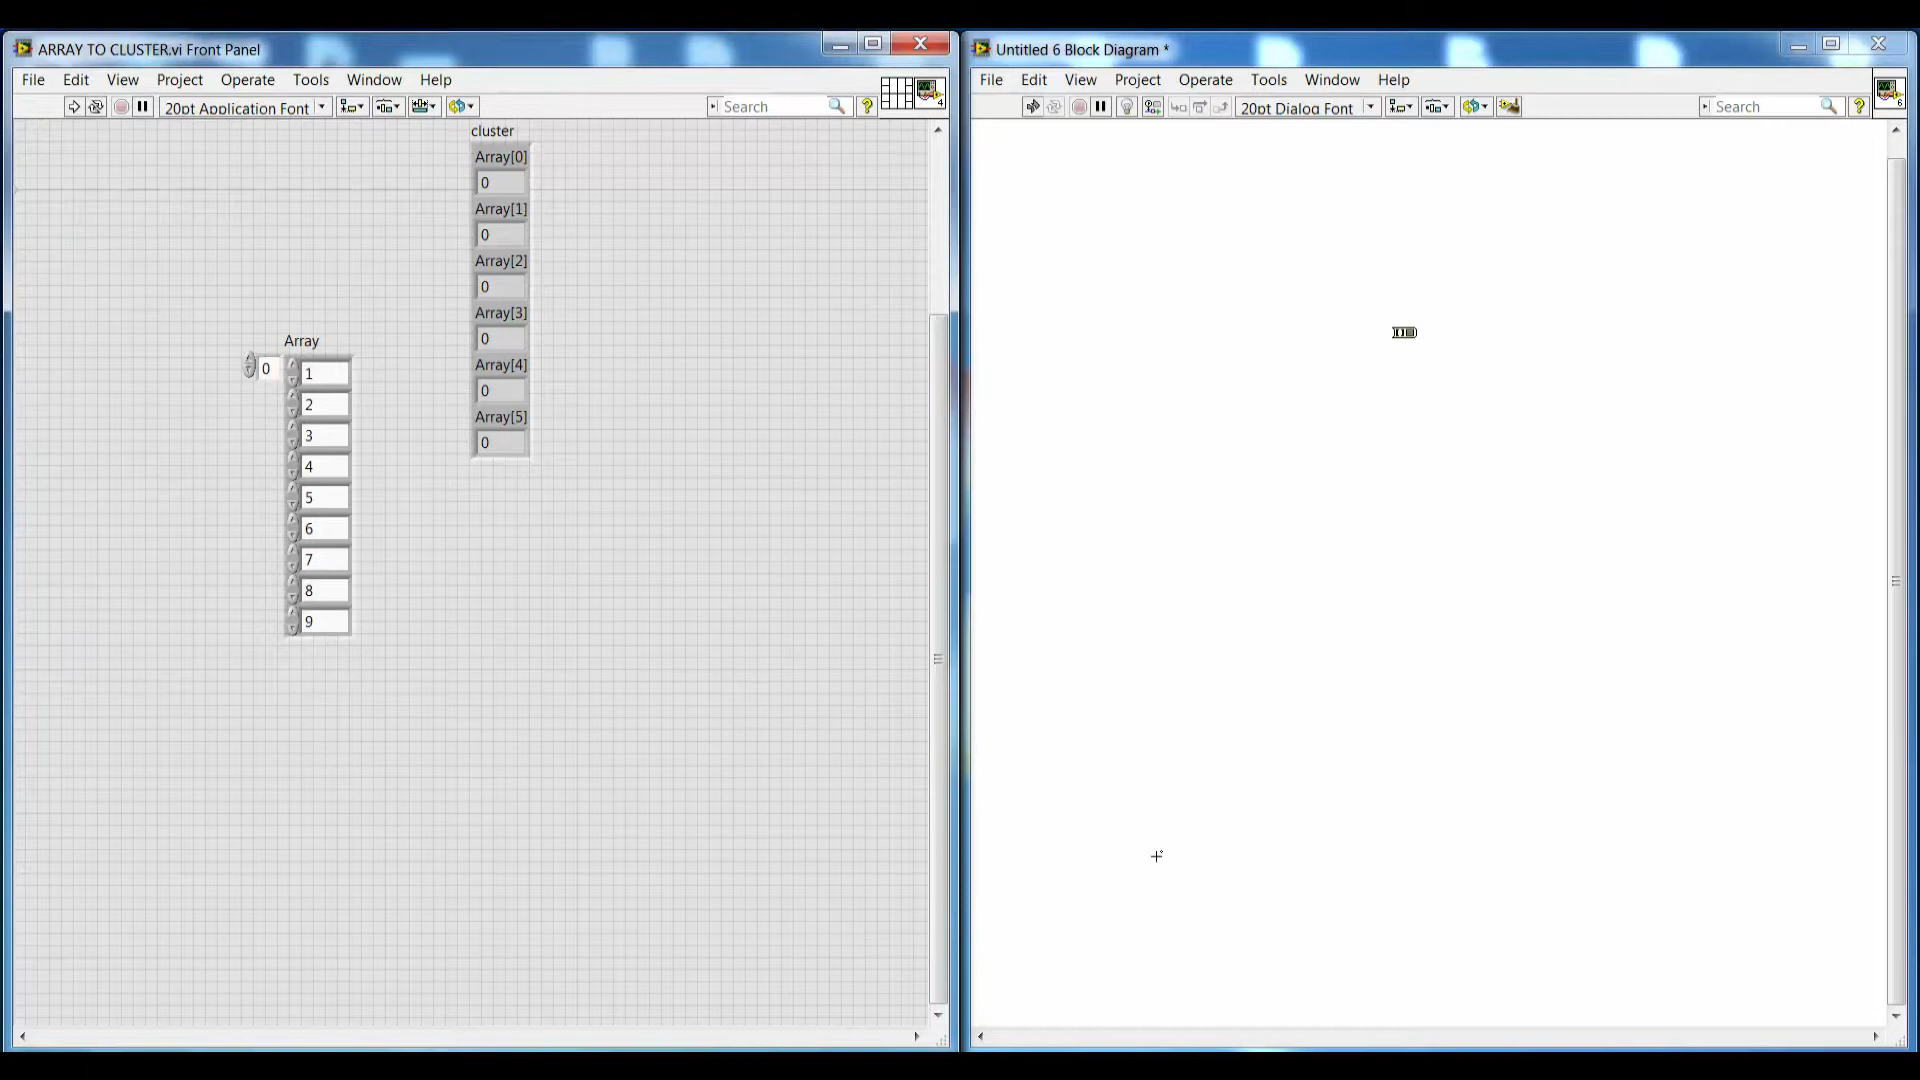 ARRAY TO CLUSTER.vi Front Panel
File Edit View Project Operate Tools Window Help
20pt Application Font
Search
4
cluster
Array[0]
0
Array[1]
0
Array[2]
0
Array[3]
0
Array[4]
0
Array[5]
0
Array
0
1
2
3
4
5
6
7
8
9
Untitled 6 Block Diagram *
File Edit View Project Operate Tools Window Help
20pt Dialog Font
Search
6